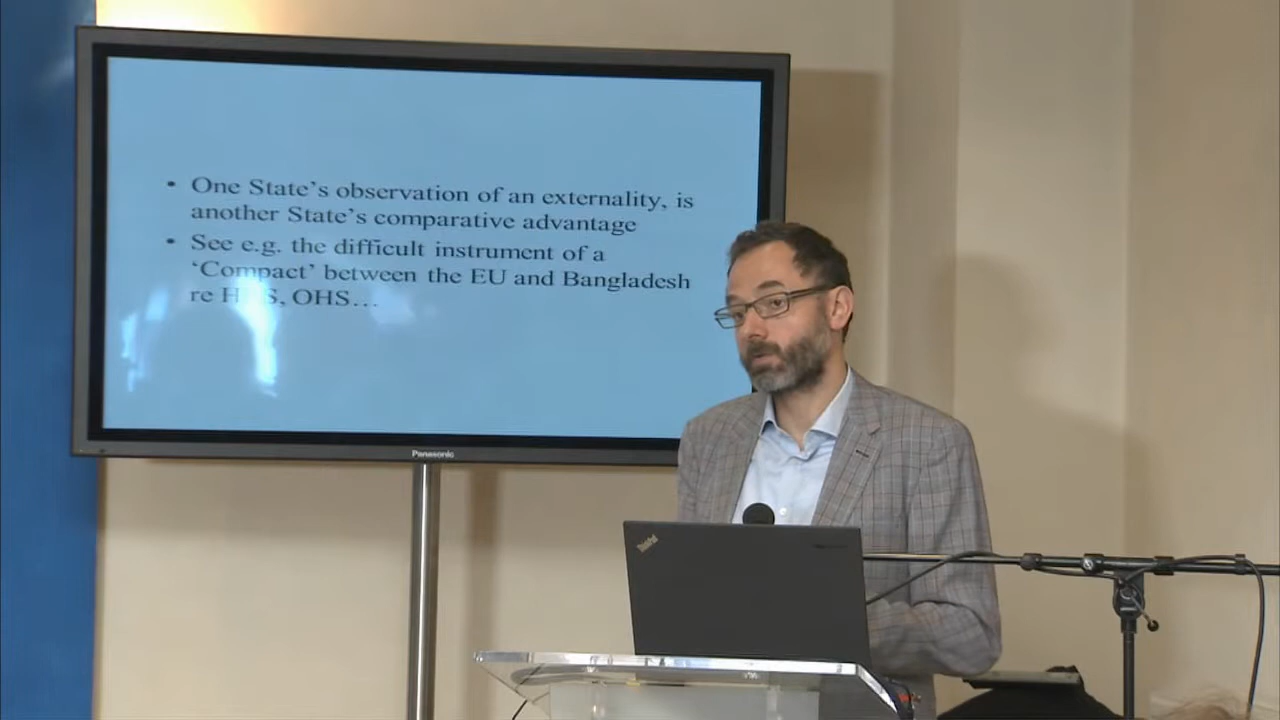 • One State's observation of an externality, is
another State's comparative advantage
• See e.g. the difficult instrument of a
'Compact' between the EU and Bangladesh
re OHS…
Panasonic
ThinkPad